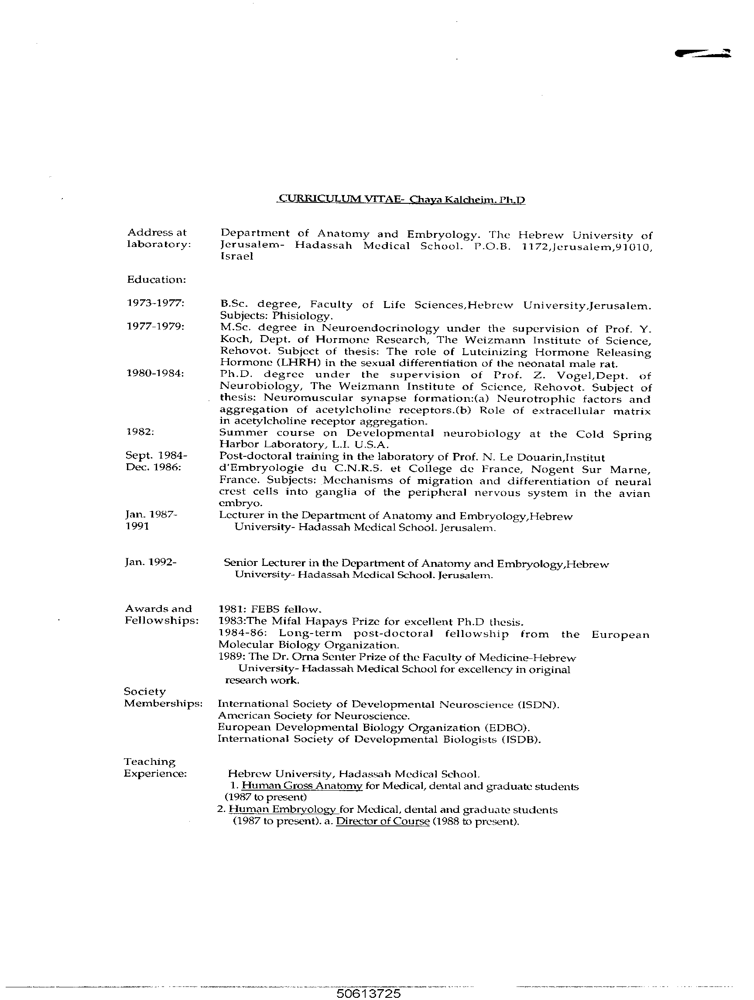 CURRICULUM VITAE- Chaya Kalcheim. Ph.D
Address at laboratory: Department of Anatomy and Embryology. The Hebrew University of
Jerusalem- Hadassah Medical School. P.O.B. 1172,Jerusalem,91010,
Israel
Education:
1973-1977: B.Sc. degree, Faculty of Life Sciences,Hebrew University,Jerusalem.
Subjects: Phisiology.
1977-1979: M.Sc. degree in Neuroendocrinology under the supervision of Prof. Y.
Koch, Dept. of Hormone Research, The Weizmann Institute of Science,
Rehovot. Subject of thesis: The role of Luteinizing Hormone Releasing
Hormone (LHRH) in the sexual differentiation of the neonatal male rat.
1980-1984: Ph.D. degree under the supervision of Prof. Z. Vogel,Dept. of
Neurobiology, The Weizmann Institute of Science, Rehovot. Subject of
thesis: Neuromuscular synapse formation:(a) Neurotrophic factors and
aggregation of acetylcholine receptors.(b) Role of extracellular matrix
in acetylcholine receptor aggregation.
1982: Summer course on Developmental neurobiology at the Cold Spring
Harbor Laboratory, L.I. U.S.A.
Sept. 1984- Post-doctoral training in the laboratory of Prof. N. Le Douarin,Institut
Dec. 1986: d'Embryologie du C.N.R.S. et College de France, Nogent Sur Marne,
France. Subjects: Mechanisms of migration and differentiation of neural
crest cells into ganglia of the peripheral nervous system in the avian
embryo.
Jan. 1987- Lecturer in the Department of Anatomy and Embryology,Hebrew
1991 University- Hadassah Medical School. Jerusalem.
Jan. 1992- Senior Lecturer in the Department of Anatomy and Embryology,Hebrew
University- Hadassah Medical School. Jerusalem.
Awards and 1981: FEBS fellow.
Fellowships: 1983:The Mifal Hapays Prize for excellent Ph.D thesis.
1984-86: Long-term post-doctoral fellowship from the European
Molecular Biology Organization.
1989: The Dr. Orna Senter Prize of the Faculty of Medicine-Hebrew
University- Hadassah Medical School for excellency in original
research work.
Society
Memberships: International Society of Developmental Neuroscience (ISDN).
American Society for Neuroscience.
European Developmental Biology Organization (EDBO).
International Society of Developmental Biologists (ISDB).
Teaching
Experience: Hebrew University, Hadassah Medical School.
1. Human Gross Anatomy for Medical, dental and graduate students
(1987 to present)
2. Human Embryology for Medical, dental and graduate students
(1987 to present). a. Director of Course (1988 to present).
50613725